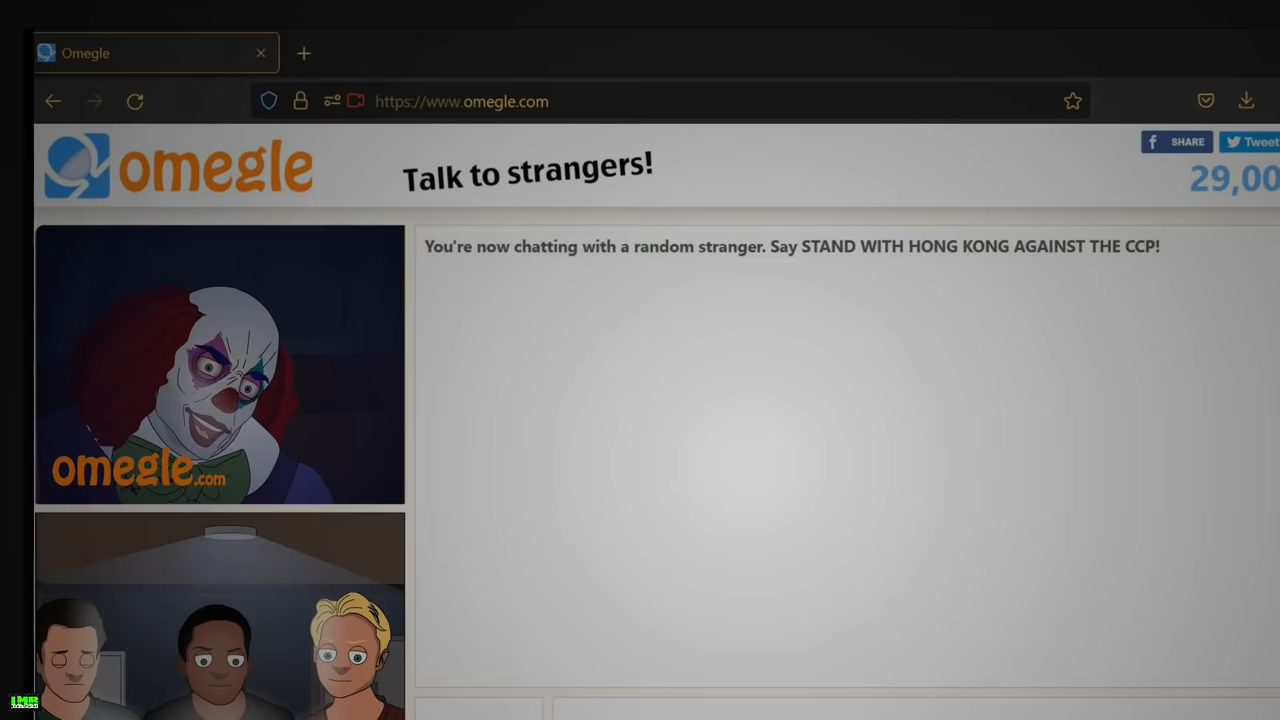 Omegle
https://www.omegle.com
omegle
Talk to strangers!
SHARE
Tweet
29,00
You're now chatting with a random stranger. Say STAND WITH HONG KONG AGAINST THE CCP!
omegle.com